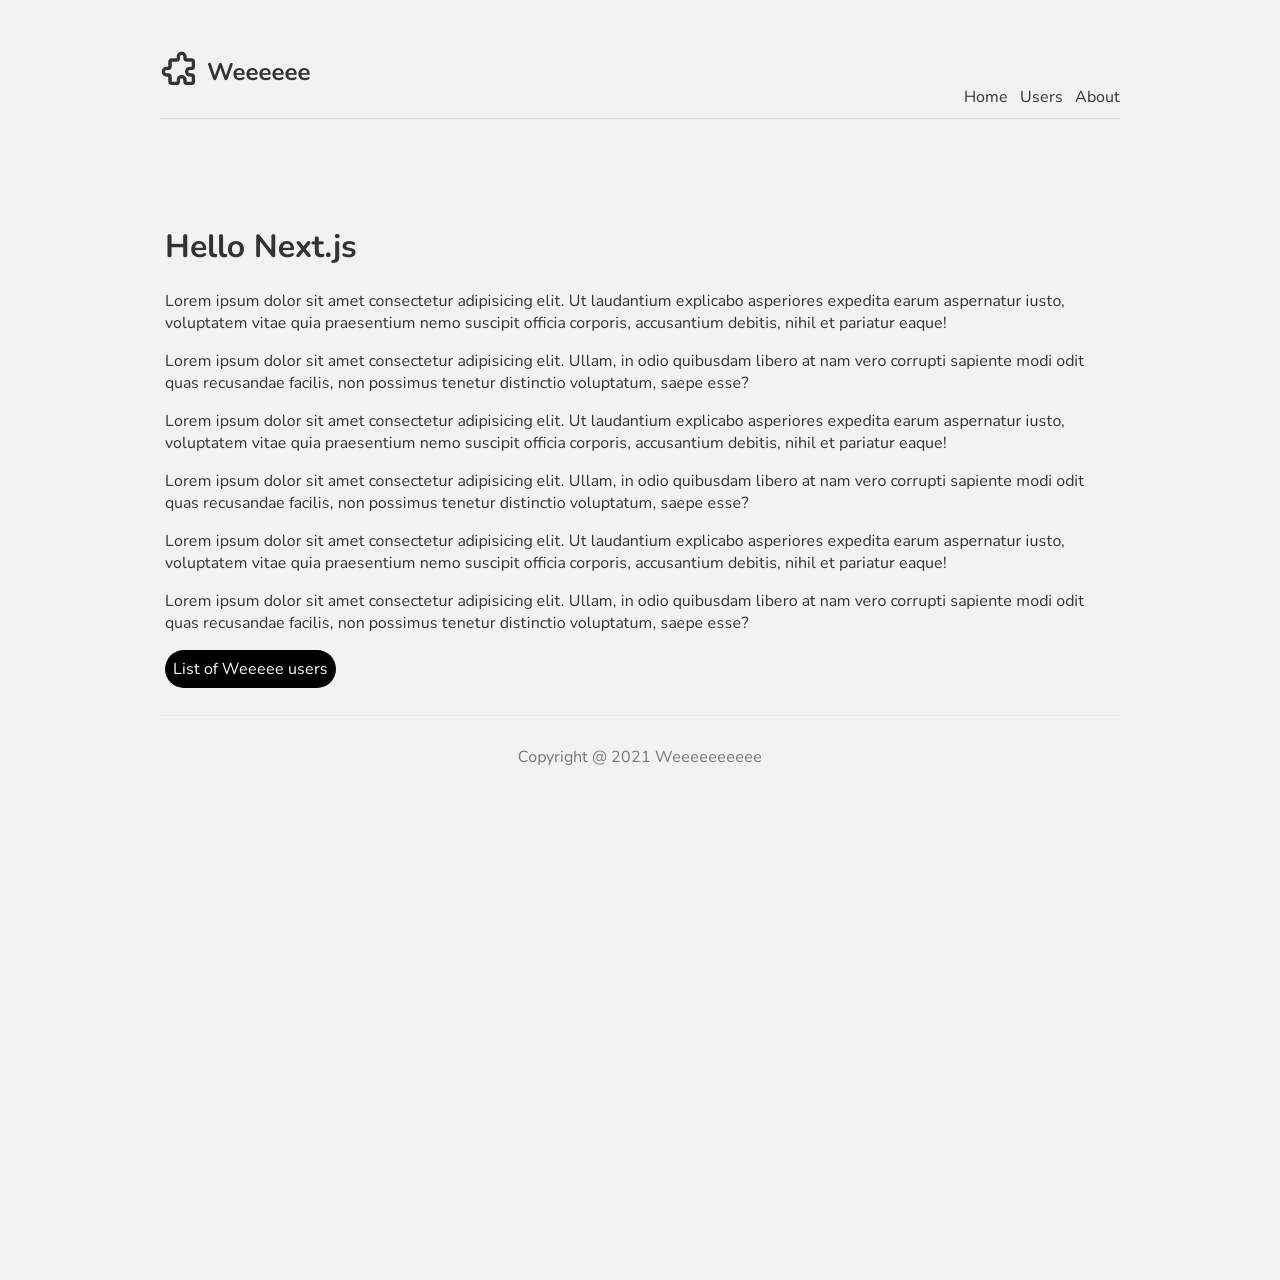 Weeeeee
Home Users About
Hello Next.js
Lorem ipsum dolor sit amet consectetur adipisicing elit. Ut laudantium explicabo asperiores expedita earum aspernatur iusto,
voluptatem vitae quia praesentium nemo suscipit officia corporis, accusantium debitis, nihil et pariatur eaque!
Lorem ipsum dolor sit amet consectetur adipisicing elit. Ullam, in odio quibusdam libero at nam vero corrupti sapiente modi odit
quas recusandae facilis, non possimus tenetur distinctio voluptatum, saepe esse?
Lorem ipsum dolor sit amet consectetur adipisicing elit. Ut laudantium explicabo asperiores expedita earum aspernatur iusto,
voluptatem vitae quia praesentium nemo suscipit officia corporis, accusantium debitis, nihil et pariatur eaque!
Lorem ipsum dolor sit amet consectetur adipisicing elit. Ullam, in odio quibusdam libero at nam vero corrupti sapiente modi odit
quas recusandae facilis, non possimus tenetur distinctio voluptatum, saepe esse?
Lorem ipsum dolor sit amet consectetur adipisicing elit. Ut laudantium explicabo asperiores expedita earum aspernatur iusto,
voluptatem vitae quia praesentium nemo suscipit officia corporis, accusantium debitis, nihil et pariatur eaque!
Lorem ipsum dolor sit amet consectetur adipisicing elit. Ullam, in odio quibusdam libero at nam vero corrupti sapiente modi odit
quas recusandae facilis, non possimus tenetur distinctio voluptatum, saepe esse?
List of Weeeee users
Copyright @ 2021 Weeeeeeeeee